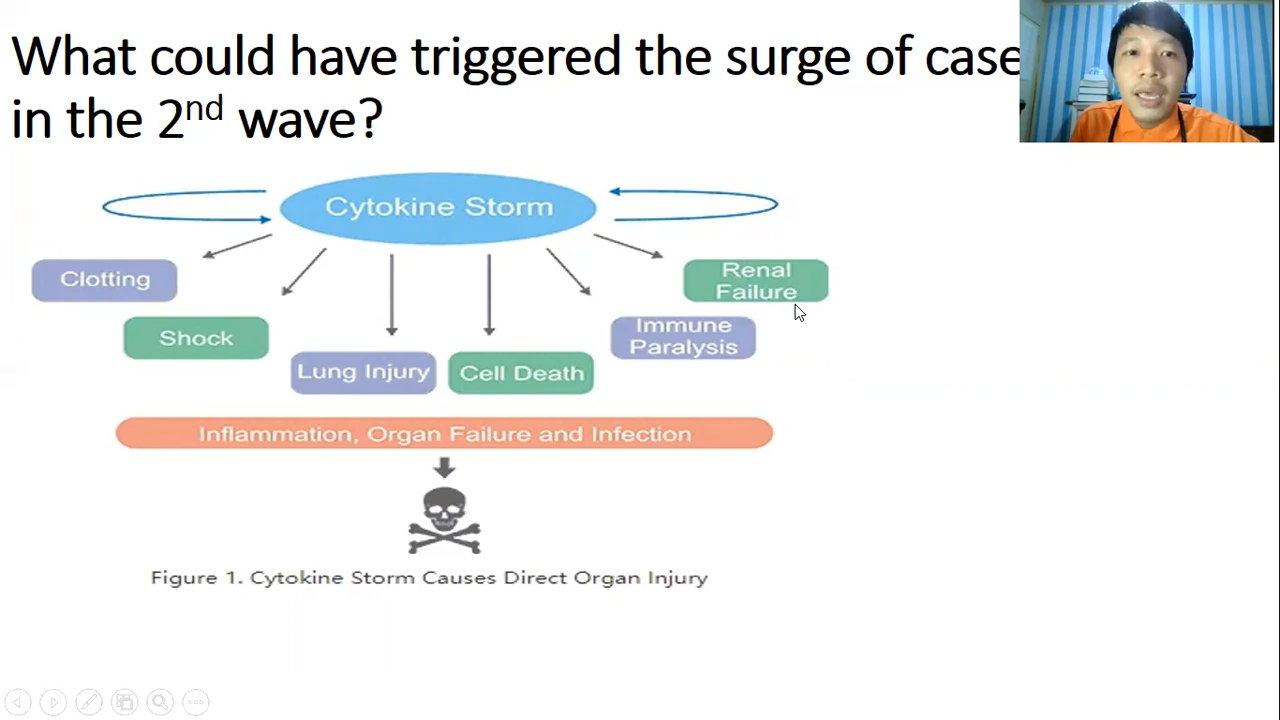 What could have triggered the surge of case
in the 2nd wave?
Cytokine Storm
Clotting
Renal
Failure
Shock
Immune
Paralysis
Lung Injury
Cell Death
Inflammation, Organ Failure and Infection
Figure 1. Cytokine Storm Causes Direct Organ Injury